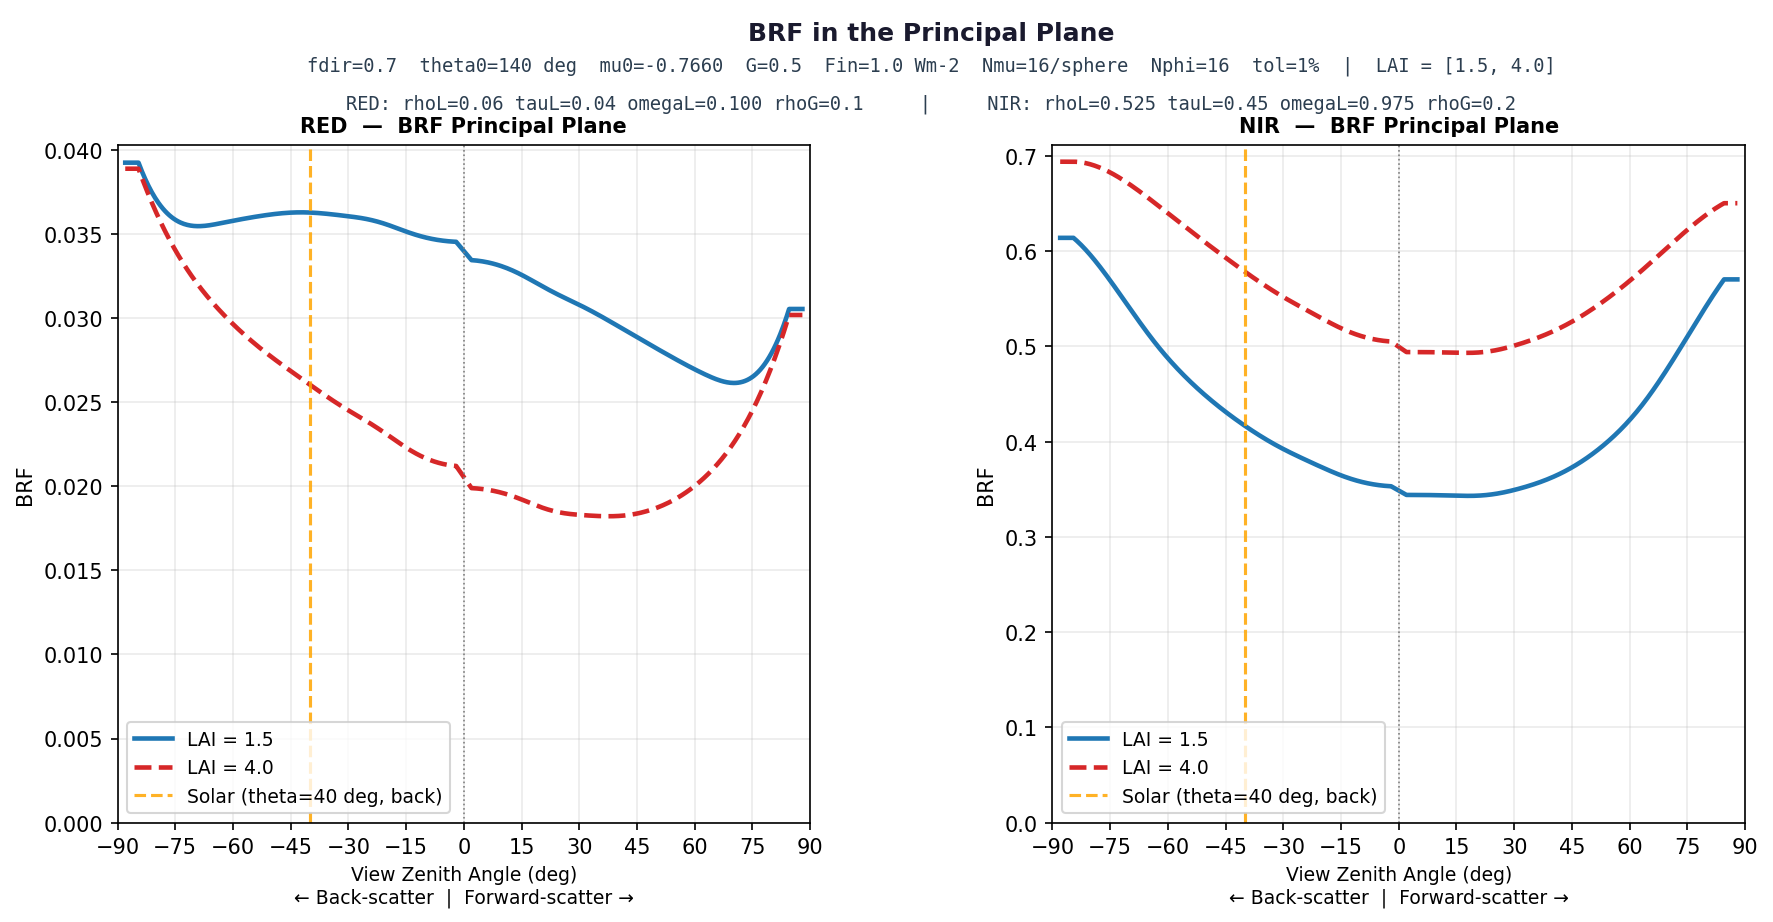 BRF in the Principal Plane
fdir=0.7  theta0=140 deg  mu0=-0.7660  G=0.5  Fin=1.0 Wm-2  Nmu=16/sphere  Nphi=16  tol=1%  |  LAI = [1.5, 4.0]
RED: rhoL=0.06 tauL=0.04 omegaL=0.100 rhoG=0.1     |     NIR: rhoL=0.525 tauL=0.45 omegaL=0.975 rhoG=0.2
RED — BRF Principal Plane
0.040
0.035
0.030
0.025
0.020
0.015
0.010
0.005
0.000
BRF
LAI = 1.5
LAI = 4.0
Solar (theta=40 deg, back)
−90 −75 −60 −45 −30 −15 0 15 30 45 60 75 90
View Zenith Angle (deg)
← Back-scatter | Forward-scatter →
NIR — BRF Principal Plane
0.7
0.6
0.5
0.4
0.3
0.2
0.1
0.0
BRF
LAI = 1.5
LAI = 4.0
Solar (theta=40 deg, back)
−90 −75 −60 −45 −30 −15 0 15 30 45 60 75 90
View Zenith Angle (deg)
← Back-scatter | Forward-scatter →